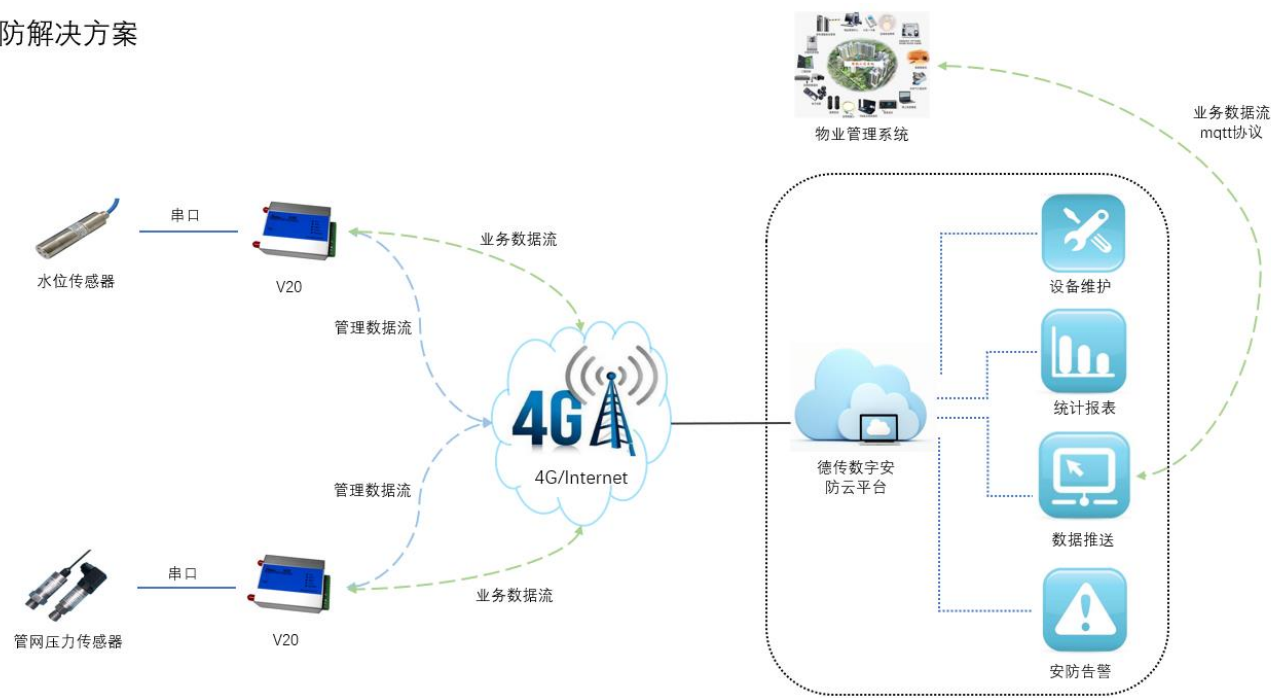 防解决方案
物业管理系统
业务数据流
mqtt协议
串口
业务数据流
水位传感器
V20
设备维护
管理数据流
统计报表
4G
4G/Internet
德传数字安
防云平台
管理数据流
数据推送
串口
业务数据流
管网压力传感器
V20
安防告警